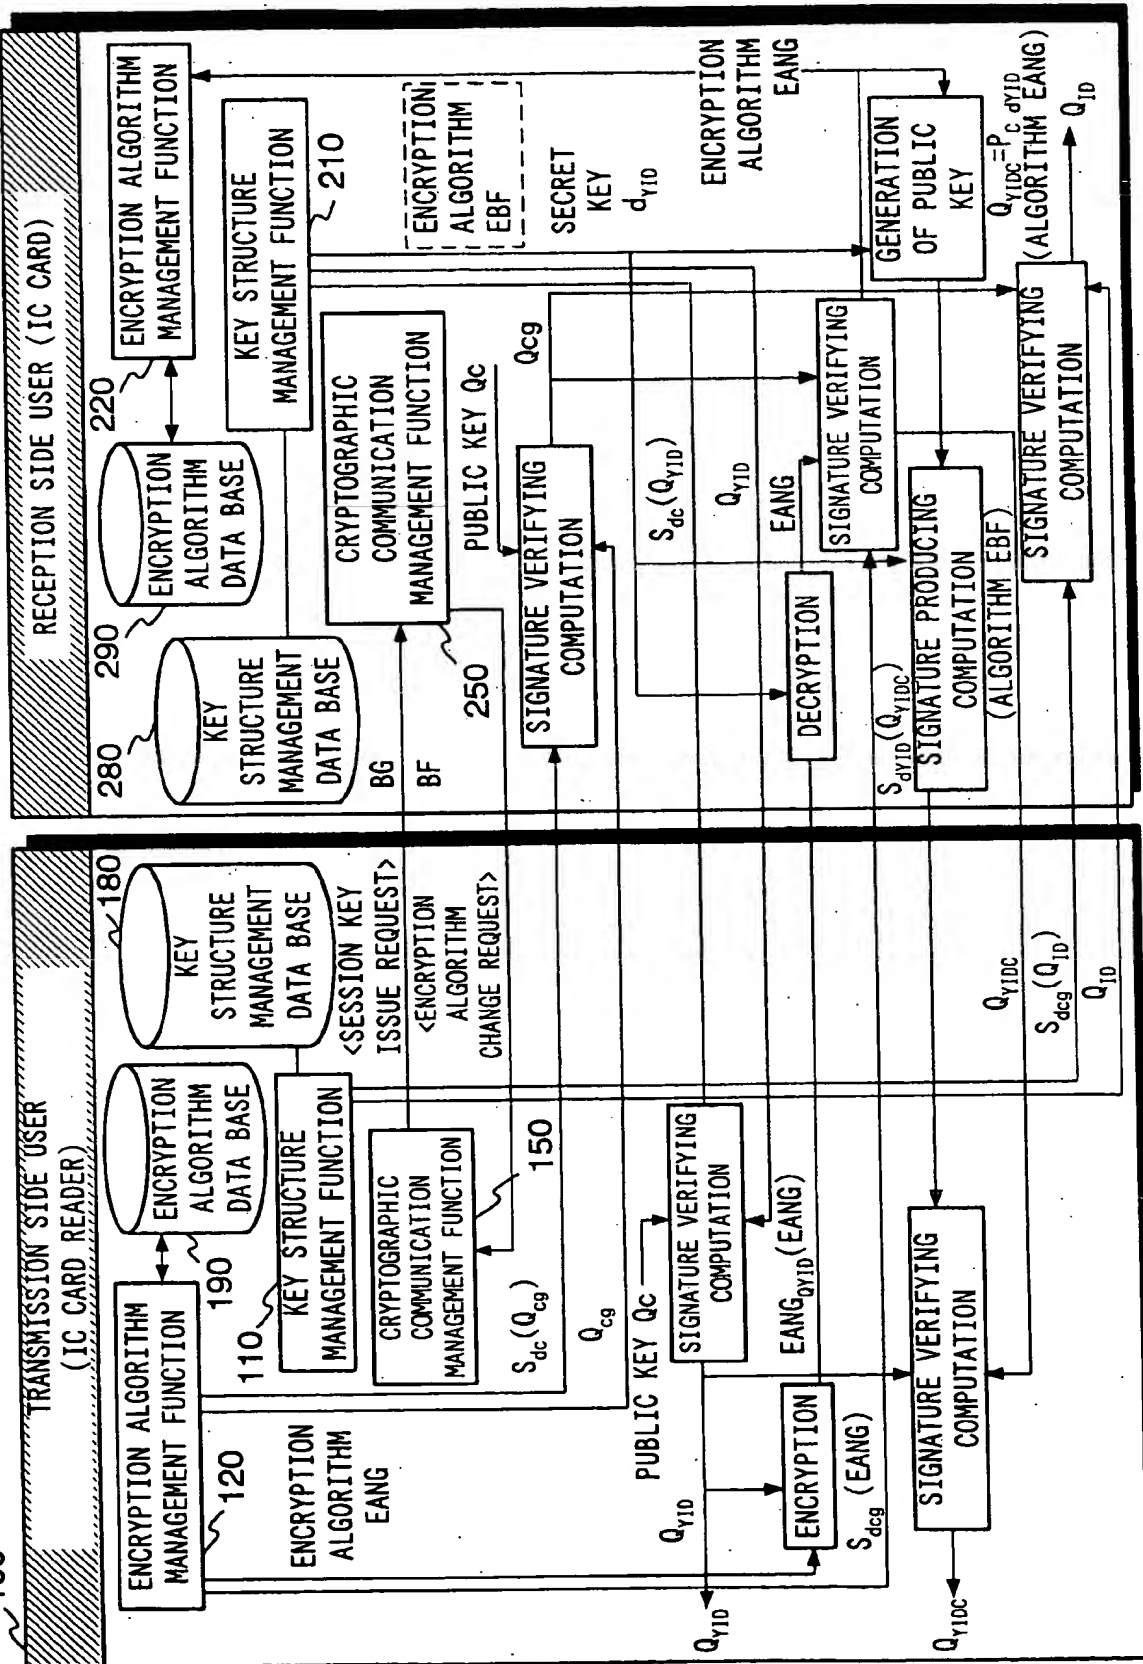 TRANSMISSION SIDE USER
(IC CARD READER)
ENCRYPTION ALGORITHM
MANAGEMENT FUNCTION
120
ENCRYPTION
ALGORITHM
DATA BASE
190
KEY
STRUCTURE
MANAGEMENT
DATA BASE
180
110
KEY STRUCTURE
MANAGEMENT FUNCTION
<SESSION KEY
ISSUE REQUEST>
<ENCRYPTION
ALGORITHM
CHANGE REQUEST>
CRYPTOGRAPHIC
COMMUNICATION
MANAGEMENT FUNCTION
150
ENCRYPTION
ALGORITHM
EANG
Sdc(Qcg)
Qcg
PUBLIC KEY Qc
SIGNATURE VERIFYING
COMPUTATION
QYID
QYID
EANGQYID(EANG)
ENCRYPTION
Sdcg(EANG)
SIGNATURE VERIFYING
COMPUTATION
QYIDC
QYIDC
Sdcg(QID)
QID
RECEPTION SIDE USER (IC CARD)
280
KEY
STRUCTURE
MANAGEMENT
DATA BASE
290
ENCRYPTION
ALGORITHM
DATA BASE
220
ENCRYPTION ALGORITHM
MANAGEMENT FUNCTION
KEY STRUCTURE
MANAGEMENT FUNCTION
210
BG
BF
CRYPTOGRAPHIC
COMMUNICATION
MANAGEMENT FUNCTION
250
ENCRYPTION
ALGORITHM
EBF
PUBLIC KEY Qc
SIGNATURE VERIFYING
COMPUTATION
Qcg
SECRET
KEY
dYID
Sdc(QYID)
QYID
ENCRYPTION
ALGORITHM
EANG
DECRYPTION
EANG
SIGNATURE VERIFYING
COMPUTATION
GENERATION
OF PUBLIC
KEY
SdYID(QYIDC)
SIGNATURE PRODUCING
COMPUTATION
(ALGORITHM EBF)
QYIDC=Pc dYID
(ALGORITHM EANG)
SIGNATURE VERIFYING
COMPUTATION
QID